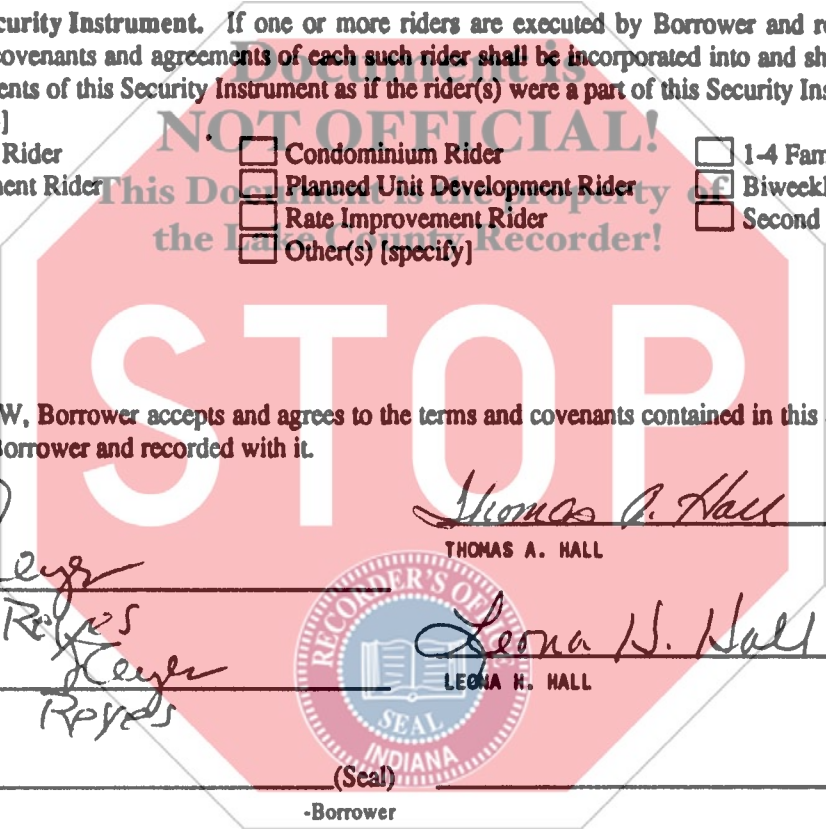 curity Instrument. If one or more riders are executed by Borrower and re
covenants and agreements of each such rider shall be incorporated into and sh
ents of this Security Instrument as if the rider(s) were a part of this Security Ins
]
Document is
NOT OFFICIAL!
This Document is the property of
the Lake County Recorder!
Rider
Condominium Rider
1-4 Fam
ment Rider
Planned Unit Development Rider
Biweekl
Rate Improvement Rider
Second
Other(s) [specify]
STOP
W, Borrower accepts and agrees to the terms and covenants contained in this
Borrower and recorded with it.
Thomas A. Hall
THOMAS A. HALL
Reyes
Leona H. Hall
LEONA H. HALL
Reyes
RECORDER'S OFFICE
SEAL
INDIANA
(Seal)
-Borrower